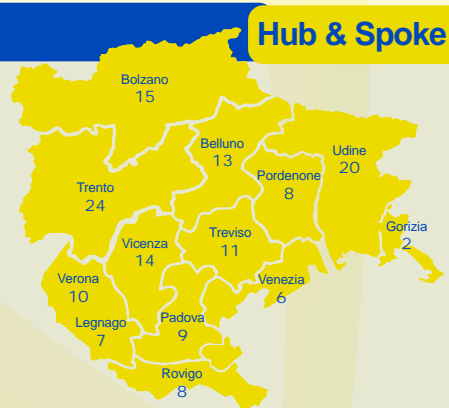 Hub & Spoke
Bolzano
15
Belluno
13
Udine
20
Pordenone
8
Trento
24
Gorizia
2
Treviso
11
Vicenza
14
Verona
10
Venezia
6
Legnago
7
Padova
9
Rovigo
8